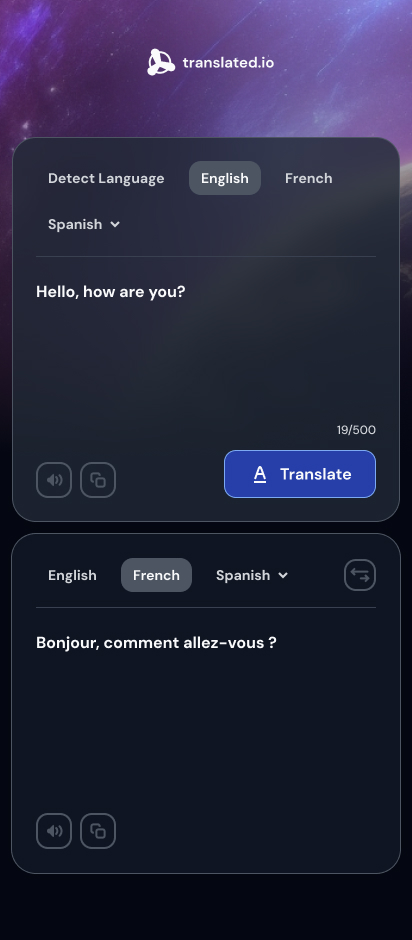 translated.io
Detect Language English French
Spanish
Hello, how are you?
19/500
A Translate
English French Spanish
Bonjour, comment allez-vous ?